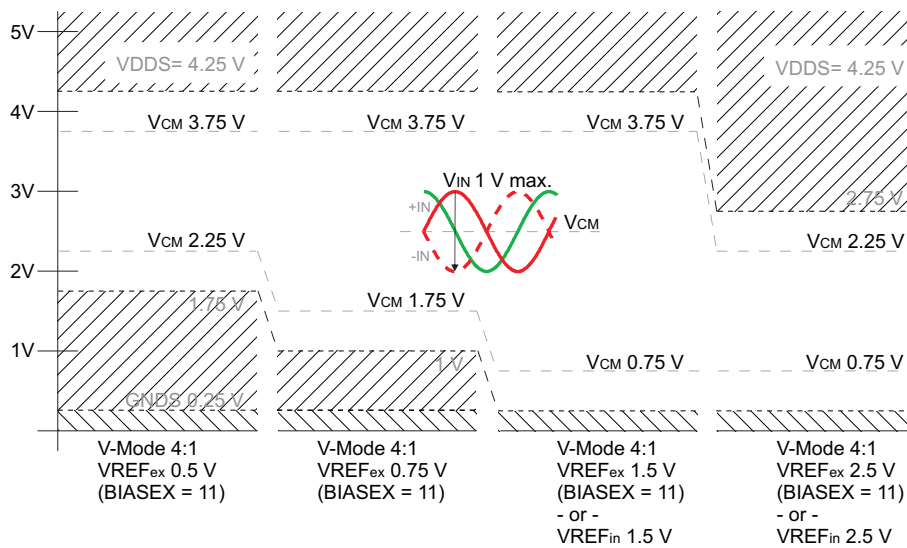 5V
VDDS= 4.25 V
VDDS= 4.25 V
4V
VCM 3.75 V
VCM 3.75 V
VCM 3.75 V
3V
VIN 1 V max.
2.75 V
+IN
VCM
VCM 2.25 V
-IN
VCM 2.25 V
2V
1.75 V
VCM 1.75 V
1V
1 V
VCM 0.75 V
VCM 0.75 V
GNDS 0.25 V
V-Mode 4:1
VREFex 0.5 V
(BIASEX = 11)
V-Mode 4:1
VREFex 0.75 V
(BIASEX = 11)
V-Mode 4:1
VREFex 1.5 V
(BIASEX = 11)
- or -
VREFin 1.5 V
V-Mode 4:1
VREFex 2.5 V
(BIASEX = 11)
- or -
VREFin 2.5 V